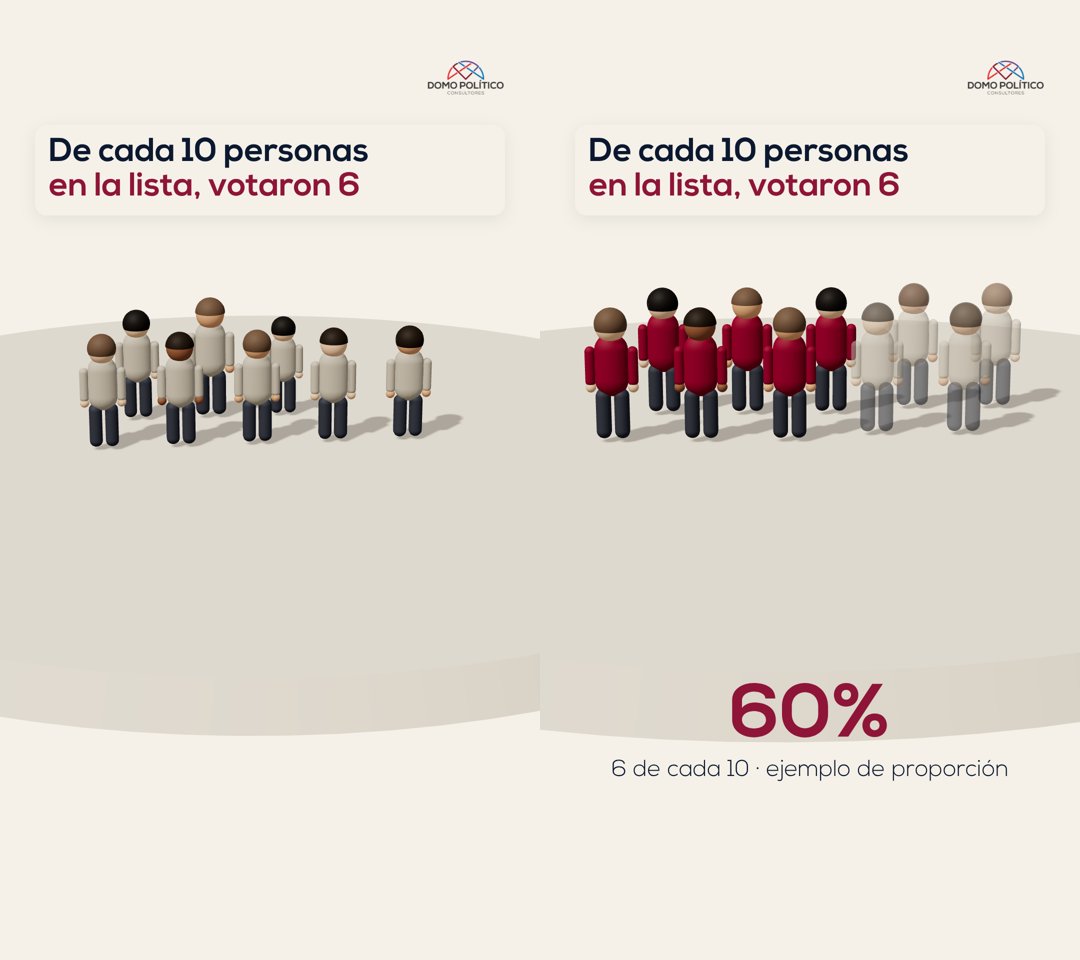 DOMO POLÍTICO
CONSULTORES
De cada 10 personas
en la lista, votaron 6
DOMO POLÍTICO
CONSULTORES
De cada 10 personas
en la lista, votaron 6
60%
6 de cada 10 · ejemplo de proporción